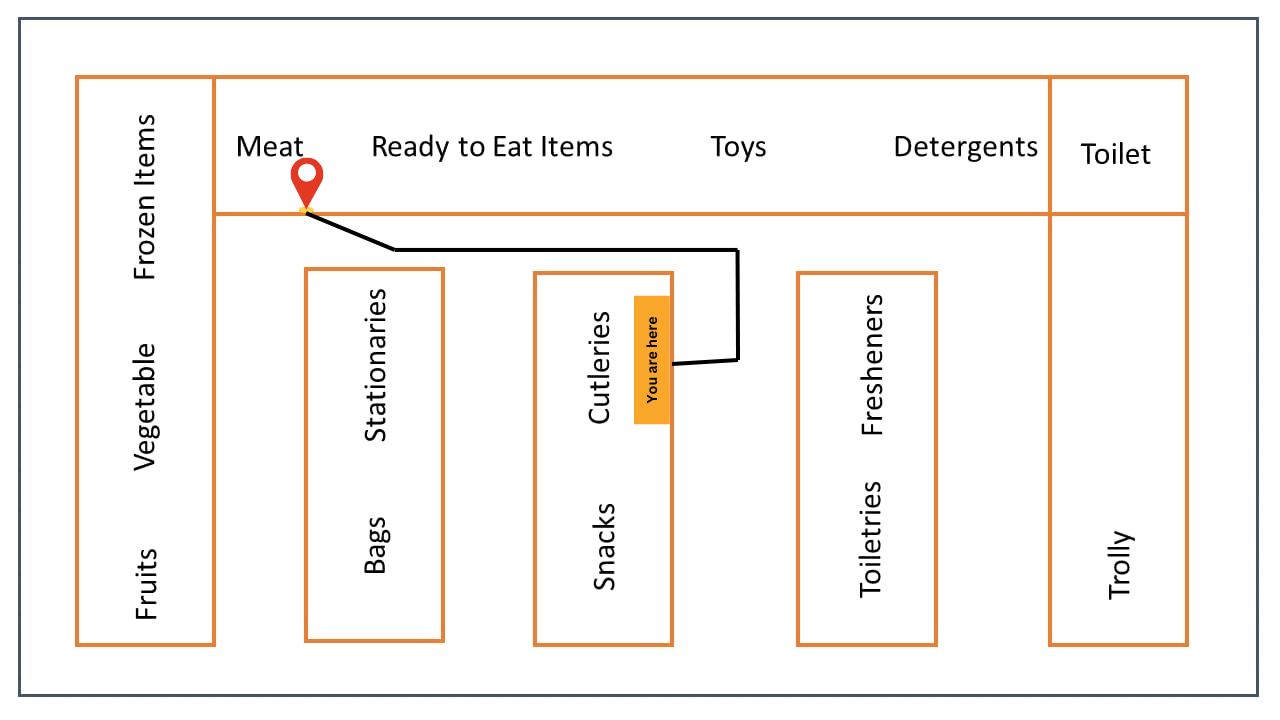 Meat
Ready to Eat Items
Toys
Detergents
Toilet
Frozen Items
Vegetable
Fruits
Stationaries
Bags
Cutleries
You are here
Snacks
Fresheners
Toiletries
Trolly